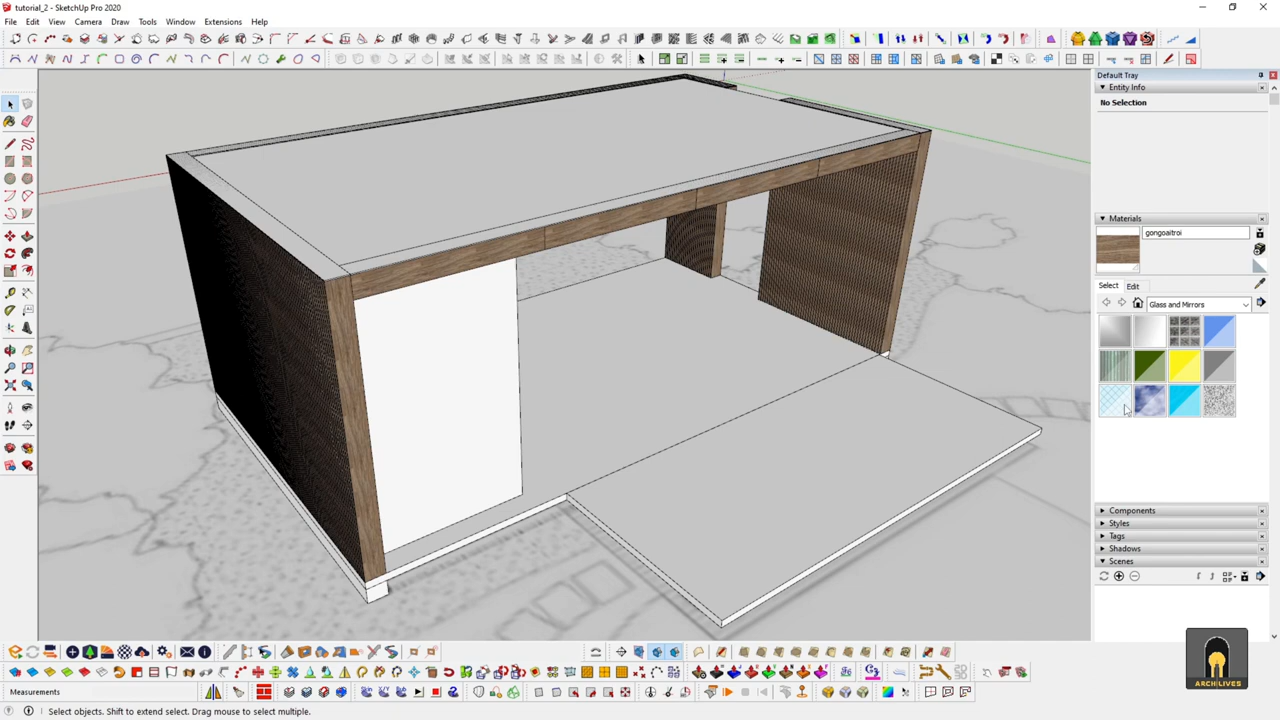 tutorial_2 - SketchUp Pro 2020
File Edit View Camera Draw Tools Window Extensions Help
Default Tray
Entity Info
No Selection
Materials
gongoaitroi
Select Edit
Glass and Mirrors
Components
Styles
Tags
Shadows
Scenes
ARCHILIVES
Measurements
Select objects. Shift to extend select. Drag mouse to select multiple.